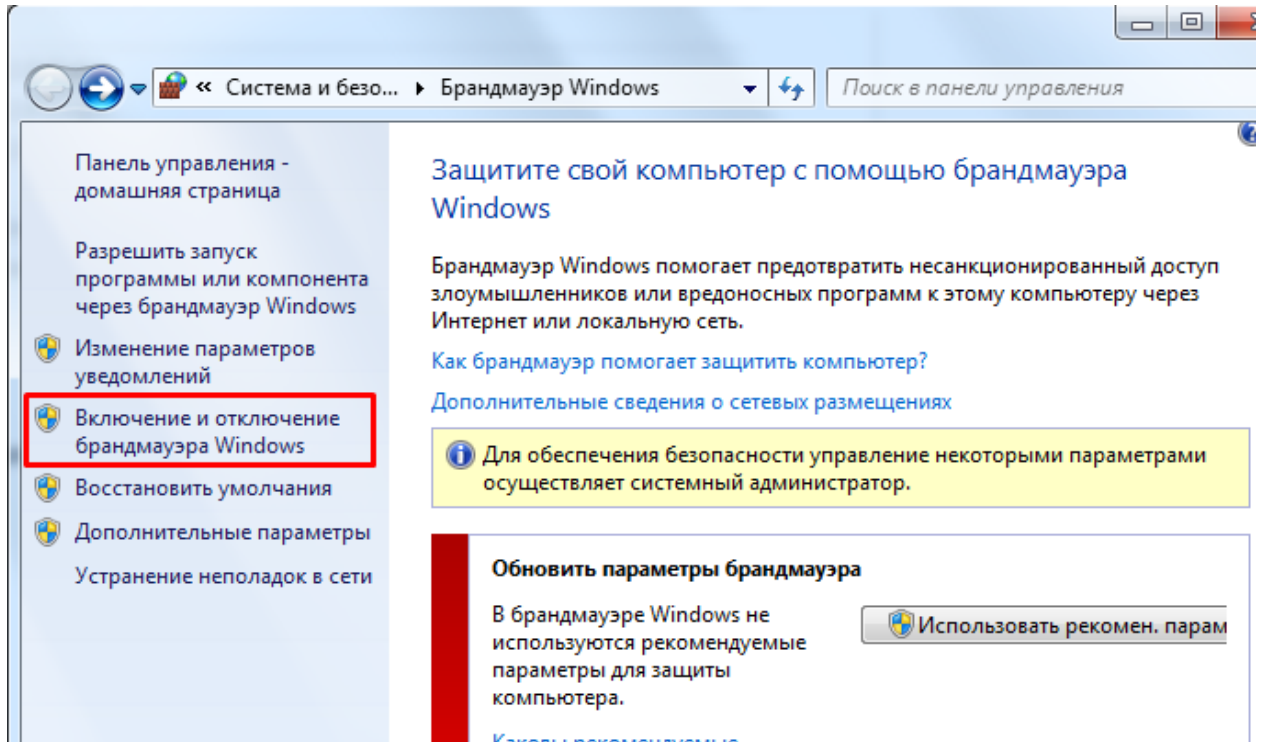 « Система и безо... ▸ Брандмауэр Windows
Поиск в панели управления
Панель управления -
домашняя страница
Разрешить запуск
программы или компонента
через брандмауэр Windows
Изменение параметров
уведомлений
Включение и отключение
брандмауэра Windows
Восстановить умолчания
Дополнительные параметры
Устранение неполадок в сети
Защитите свой компьютер с помощью брандмауэра
Windows
Брандмауэр Windows помогает предотвратить несанкционированный доступ
злоумышленников или вредоносных программ к этому компьютеру через
Интернет или локальную сеть.
Как брандмауэр помогает защитить компьютер?
Дополнительные сведения о сетевых размещениях
Для обеспечения безопасности управление некоторыми параметрами
осуществляет системный администратор.
Обновить параметры брандмауэра
В брандмауэре Windows не
используются рекомендуемые
параметры для защиты
компьютера.
Использовать рекомен. парам